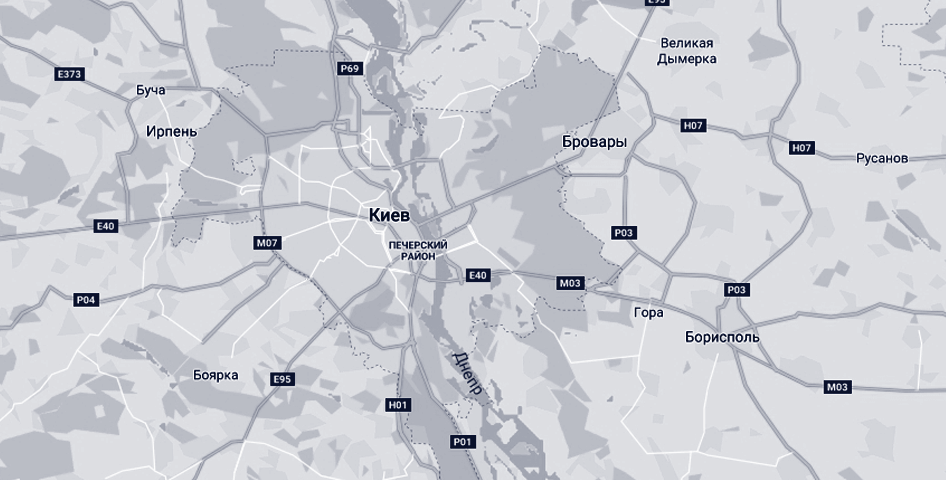 E95
Великая
Дымерка
P69
E373
Буча
H07
Ирпень
Бровары
H07
Русанов
Киев
E40
P03
M07
ПЕЧЕРСКИЙ
РАЙОН
E40
M03
P03
P04
Гора
Борисполь
Днепр
Боярка
E95
M03
H01
P01